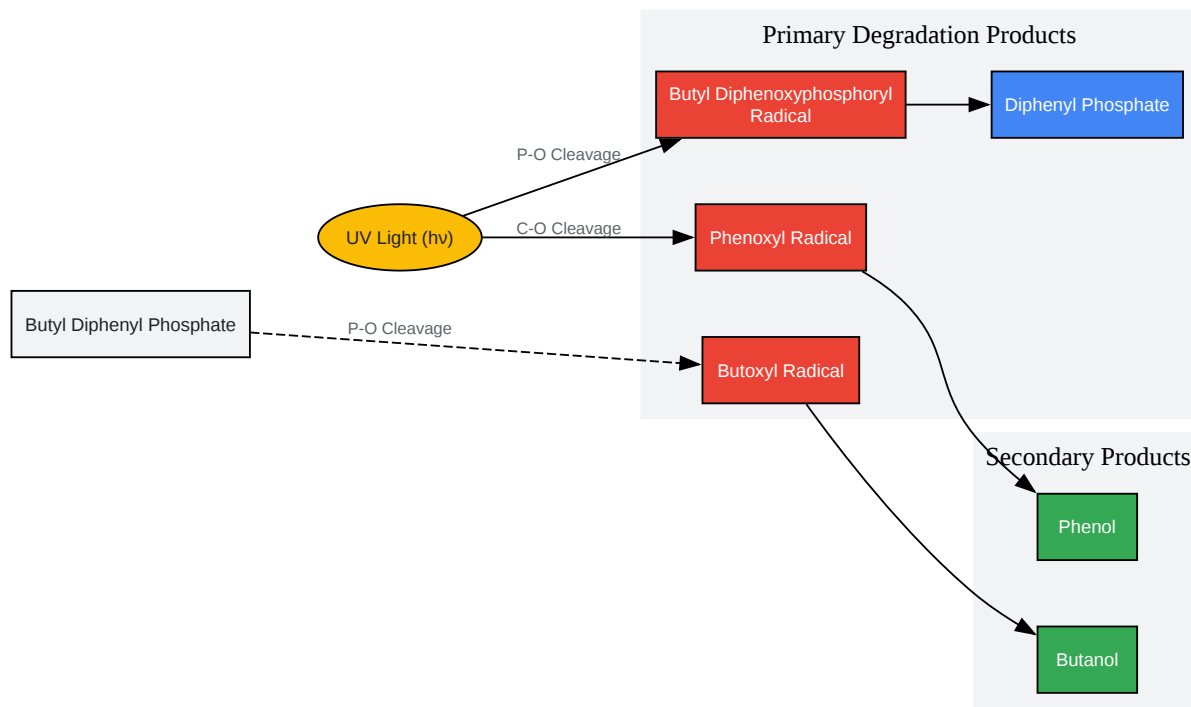 Primary Degradation Products
Butyl Diphenoxyphosphoryl
Radical
Diphenyl Phosphate
P-O Cleavage
UV Light (hν)
C-O Cleavage
Phenoxyl Radical
Butyl Diphenyl Phosphate
P-O Cleavage
Butoxyl Radical
Secondary Products
Phenol
Butanol